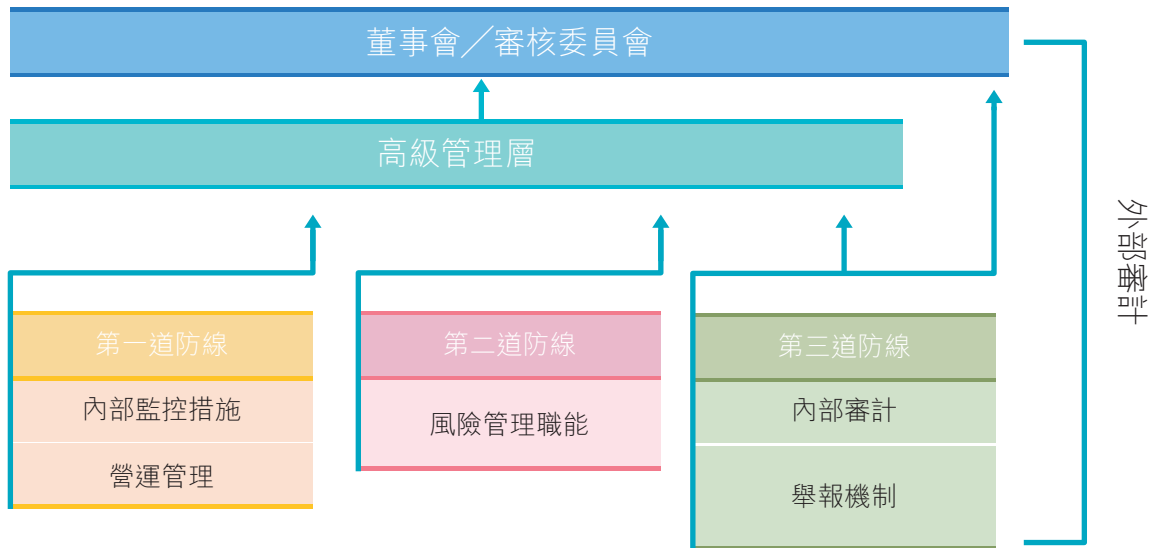 董事會／審核委員會
高級管理層
外部審計
第一道防線
內部監控措施
營運管理
第二道防線
風險管理職能
第三道防線
內部審計
舉報機制